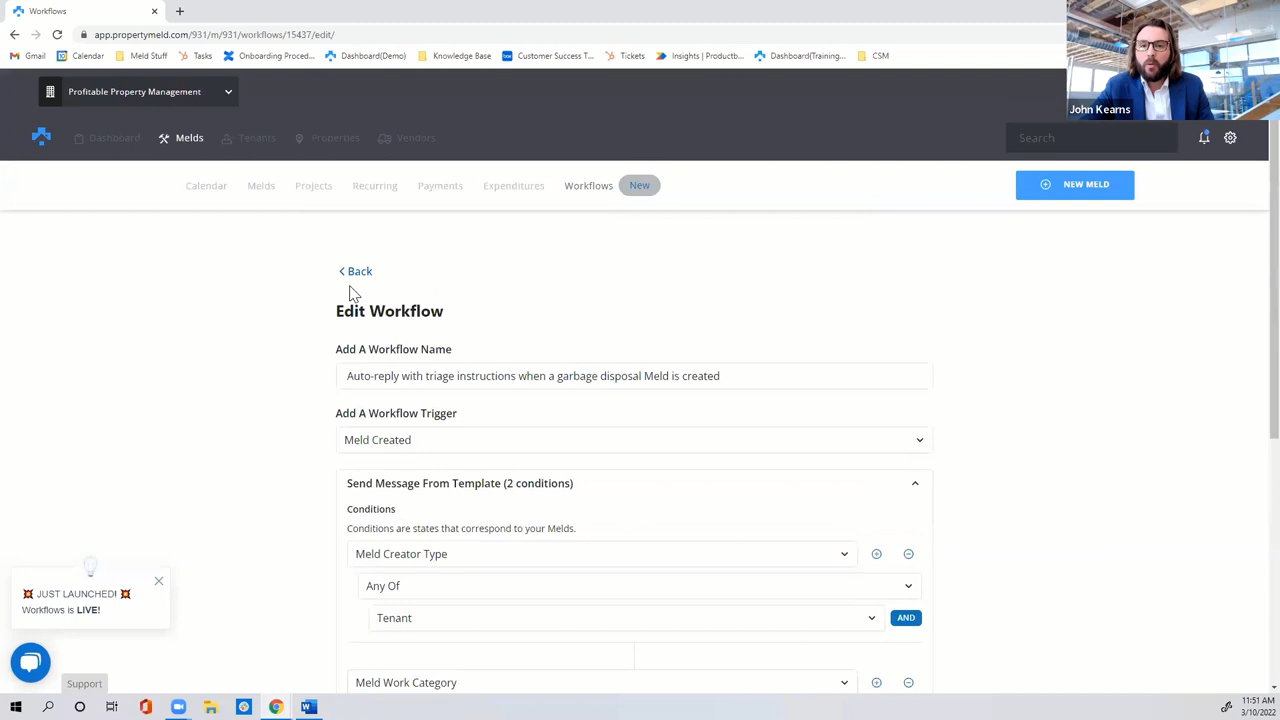 Workflows
app.propertymeld.com/931/m/931/workflows/15437/edit/
Gmail Calendar Meld Stuff Tasks Onboarding Proced... Dashboard(Demo) Knowledge Base Customer Success T... Tickets Insights | Productb... Dashboard(Training... CSM
John Kearns
Profitable Property Management
Dashboard Melds Tenants Properties Vendors Search
Calendar Melds Projects Recurring Payments Expenditures Workflows New NEW MELD
Back
Edit Workflow
Add A Workflow Name
Auto-reply with triage instructions when a garbage disposal Meld is created
Add A Workflow Trigger
Meld Created
Send Message From Template (2 conditions)
Conditions
Conditions are states that correspond to your Melds.
Meld Creator Type
Any Of
Tenant AND
Meld Work Category
JUST LAUNCHED!
Workflows is LIVE!
Support
11:51 AM
3/10/2022